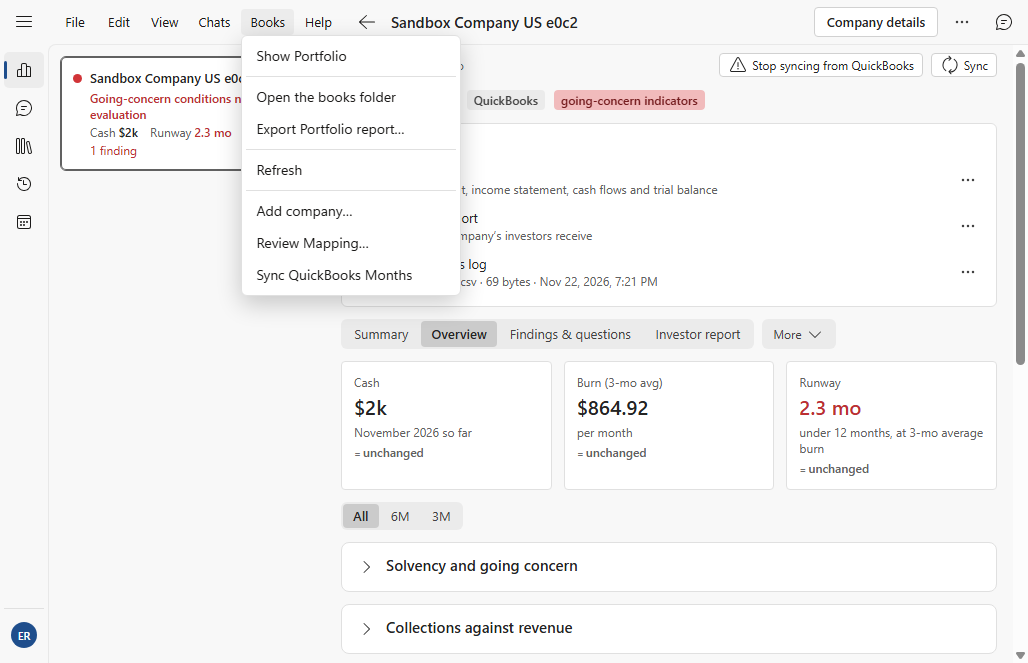 File Edit View Chats Books Help Sandbox Company US e0c2 Company details
Show Portfolio
Open the books folder
Export Portfolio report...
Refresh
Add company...
Review Mapping...
Sync QuickBooks Months
Sandbox Company US
Going-concern conditions
evaluation
Cash $2k Runway 2.3 mo
1 finding
Stop syncing from QuickBooks Sync
QuickBooks going-concern indicators
, income statement, cash flows and trial balance
investors receive
log
csv · 69 bytes · Nov 22, 2026, 7:21 PM
Summary Overview Findings & questions Investor report More
Cash
$2k
November 2026 so far
= unchanged
Burn (3-mo avg)
$864.92
per month
= unchanged
Runway
2.3 mo
under 12 months, at 3-mo average
burn
= unchanged
All 6M 3M
Solvency and going concern
Collections against revenue
ER